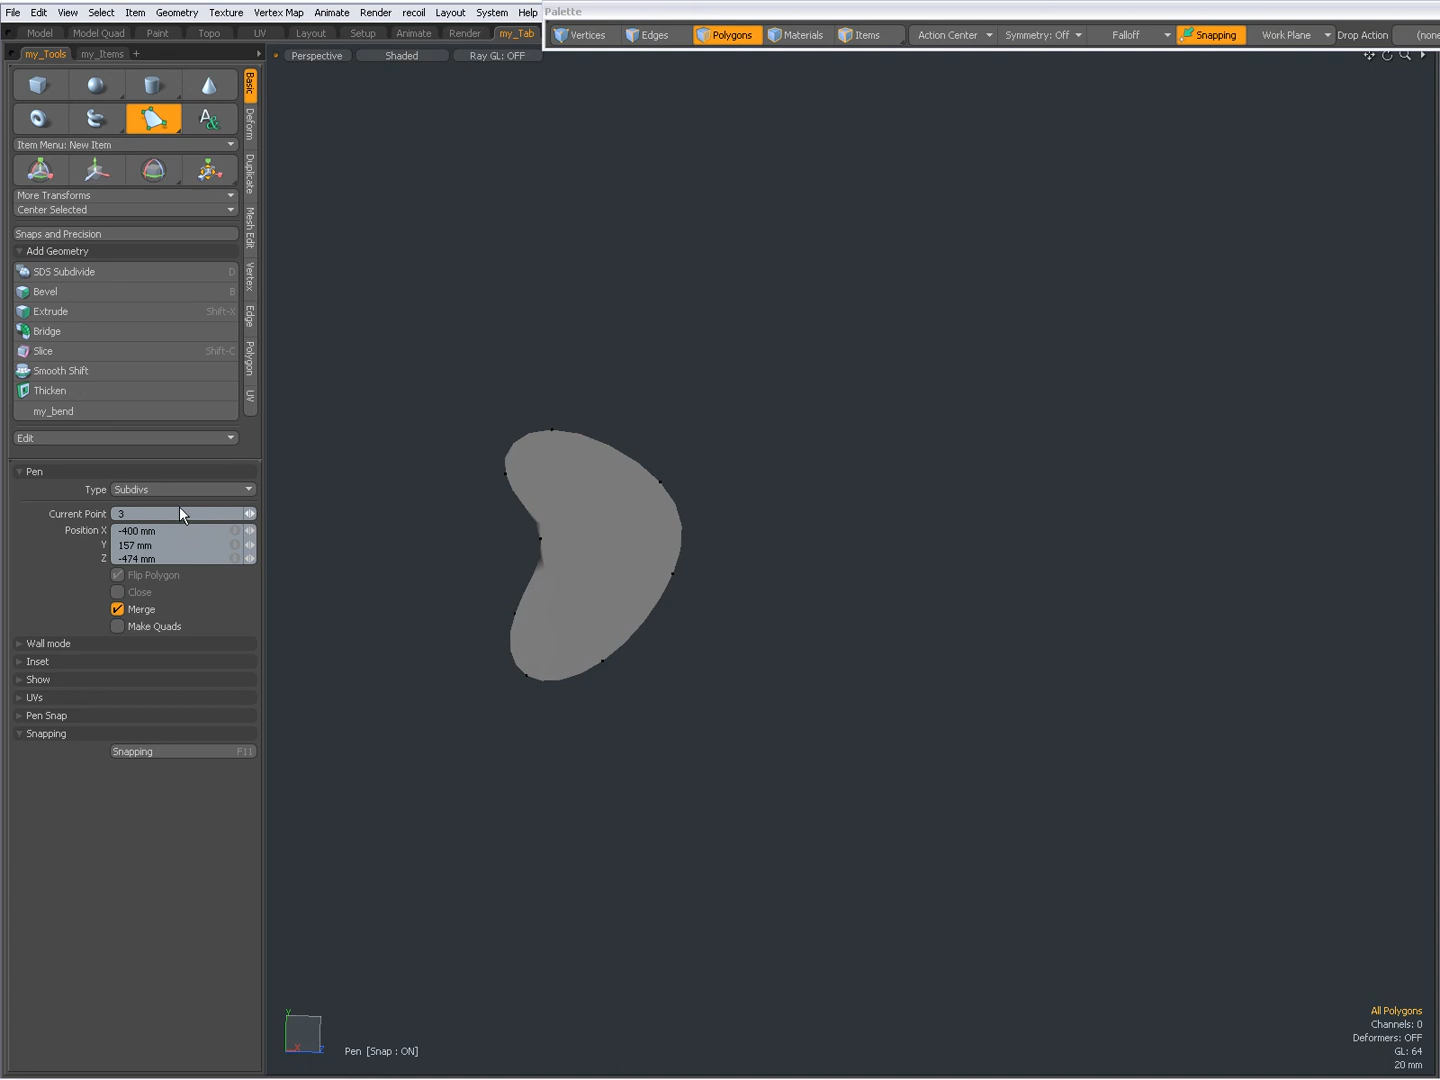 File Edit View Select Item Geometry Texture Vertex Map Animate Render recoil Layout System Help
Palette
Model Model Quad Paint Topo UV Layout Setup Animate Render my_Tab
Vertices Edges Polygons Materials Items Action Center Symmetry: Off Falloff Snapping Work Plane Drop Action (none
my_Tools my_Items +
Perspective Shaded Ray GL: OFF
Basic
Deform
Duplicate
Mesh Edit
Vertex
Edge
Polygon
UV
Item Menu: New Item
More Transforms
Center Selected
Snaps and Precision
Add Geometry
SDS Subdivide D
Bevel B
Extrude Shift-X
Bridge
Slice Shift-C
Smooth Shift
Thicken
my_bend
Edit
Pen
Type Subdivs
Current Point 3
Position X -400 mm
Y 157 mm
Z -474 mm
Flip Polygon
Close
Merge
Make Quads
Wall mode
Inset
Show
UVs
Pen Snap
Snapping
Snapping F11
Y
X Z
Pen [Snap : ON]
All Polygons
Channels: 0
Deformers: OFF
GL: 64
20 mm